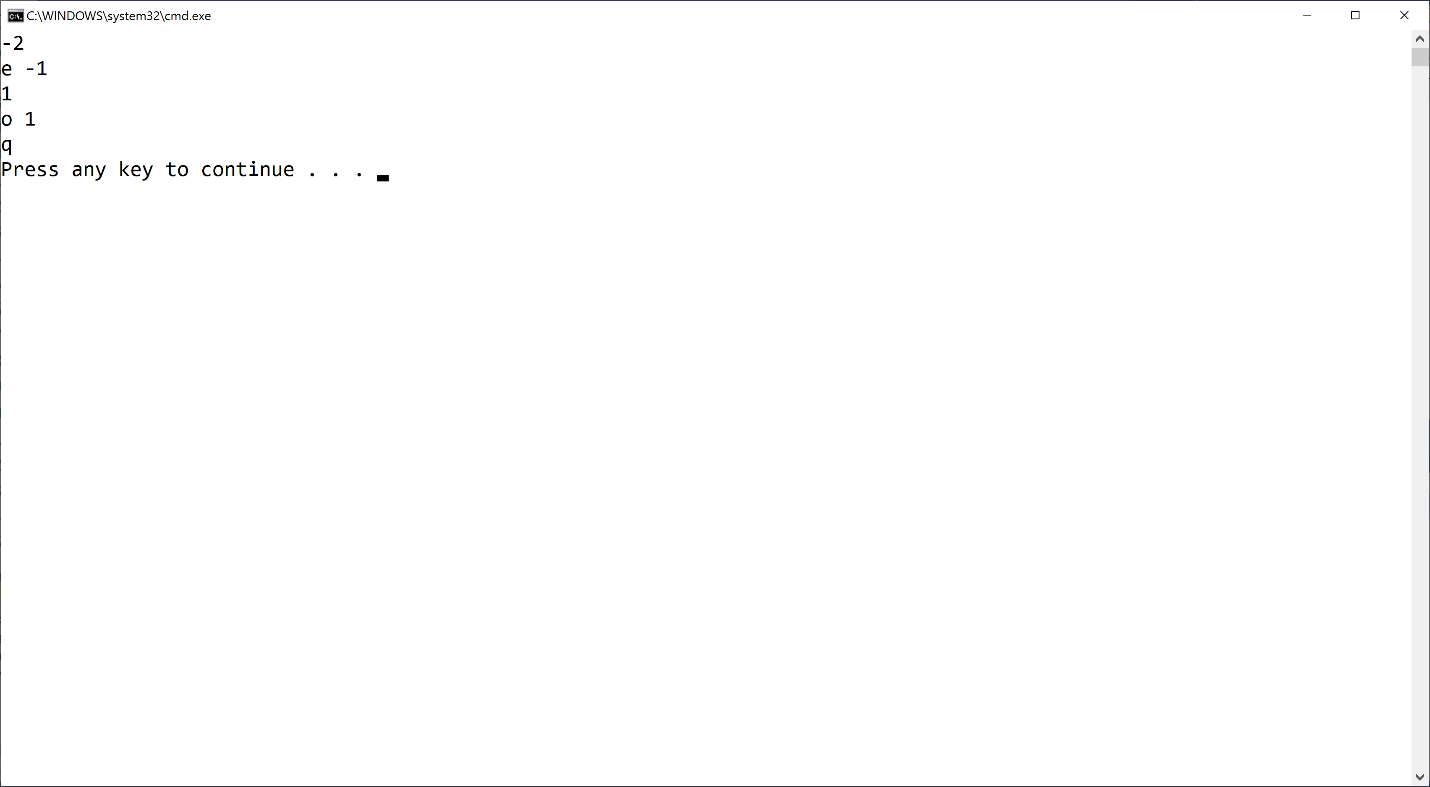 C:\WINDOWS\system32\cmd.exe
-2
e -1
1
o 1
q
Press any key to continue . . .